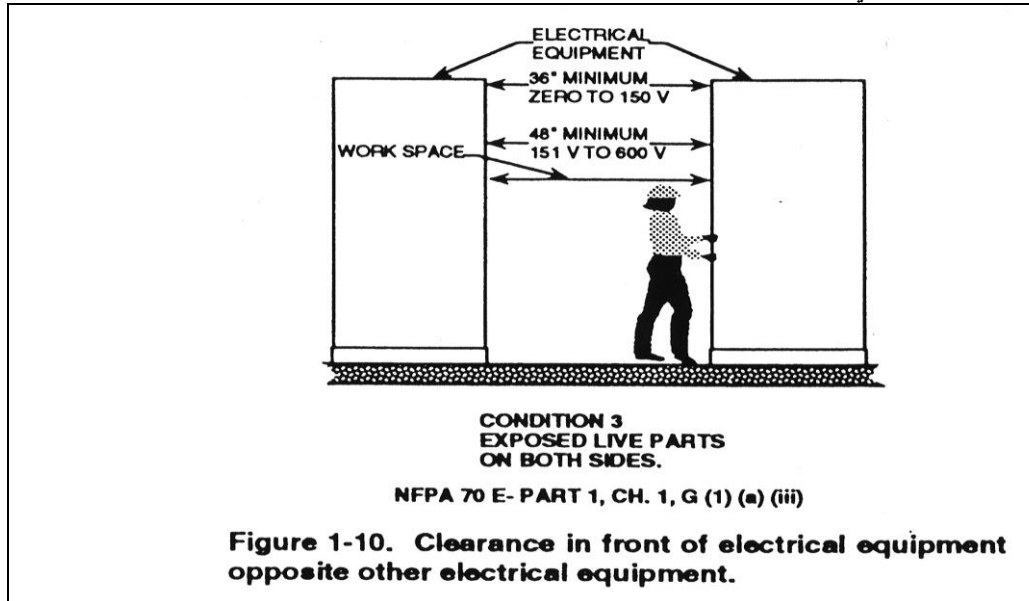 ELECTRICAL
EQUIPMENT
36" MINIMUM
ZERO TO 150 V
48" MINIMUM
151 V TO 600 V
WORK SPACE
CONDITION 3
EXPOSED LIVE PARTS
ON BOTH SIDES.
NFPA 70 E- PART 1, CH. 1, G (1) (a) (iii)
Figure 1-10. Clearance in front of electrical equipment
opposite other electrical equipment.